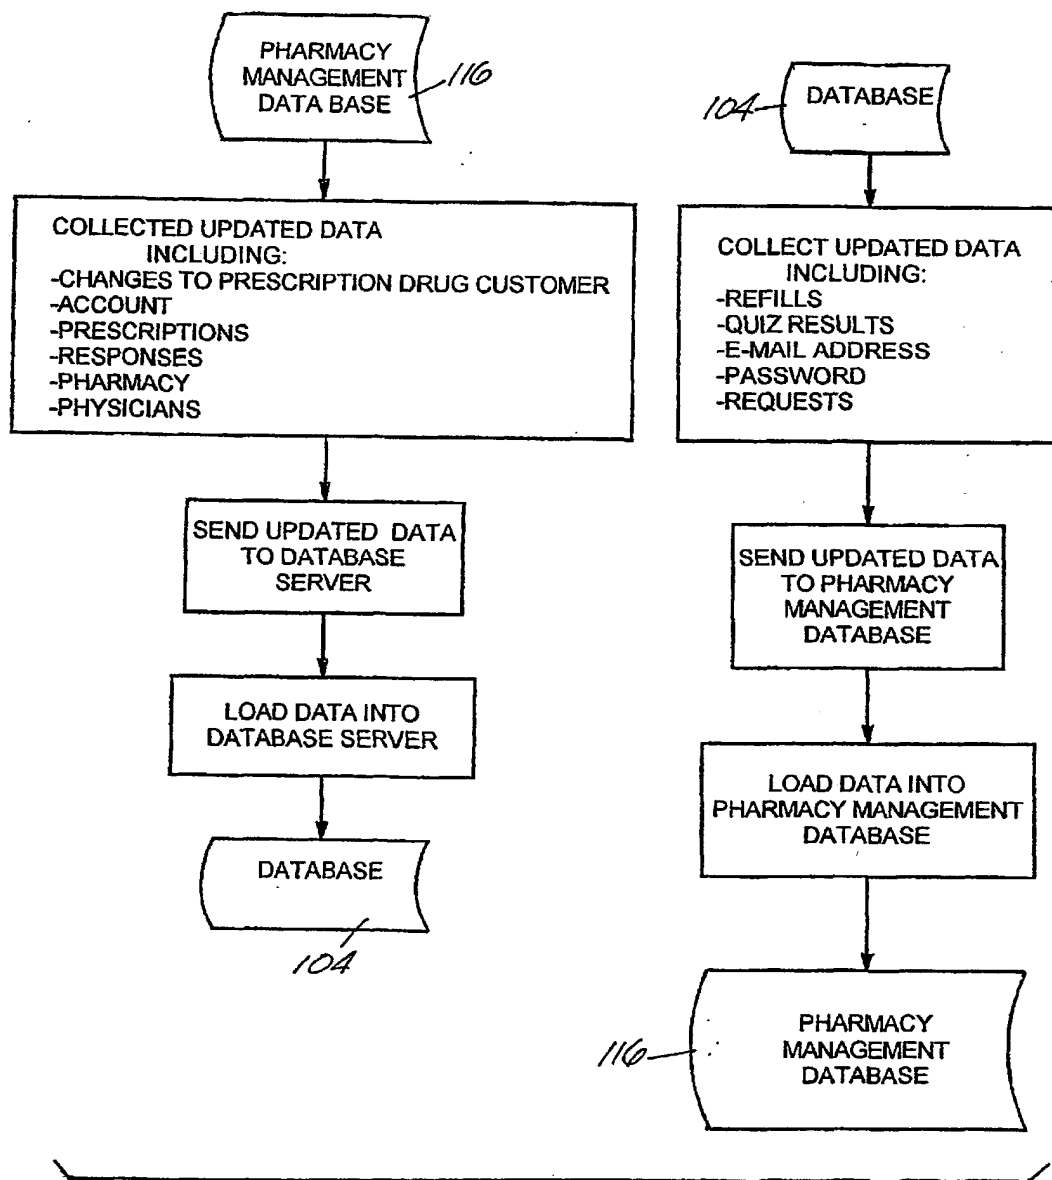 PHARMACY
MANAGEMENT
DATA BASE
116
COLLECTED UPDATED DATA
INCLUDING:
-CHANGES TO PRESCRIPTION DRUG CUSTOMER
-ACCOUNT
-PRESCRIPTIONS
-RESPONSES
-PHARMACY
-PHYSICIANS
SEND UPDATED DATA
TO DATABASE
SERVER
LOAD DATA INTO
DATABASE SERVER
DATABASE
104
104
DATABASE
COLLECT UPDATED DATA
INCLUDING:
-REFILLS
-QUIZ RESULTS
-E-MAIL ADDRESS
-PASSWORD
-REQUESTS
SEND UPDATED DATA
TO PHARMACY
MANAGEMENT
DATABASE
LOAD DATA INTO
PHARMACY MANAGEMENT
DATABASE
116
PHARMACY
MANAGEMENT
DATABASE